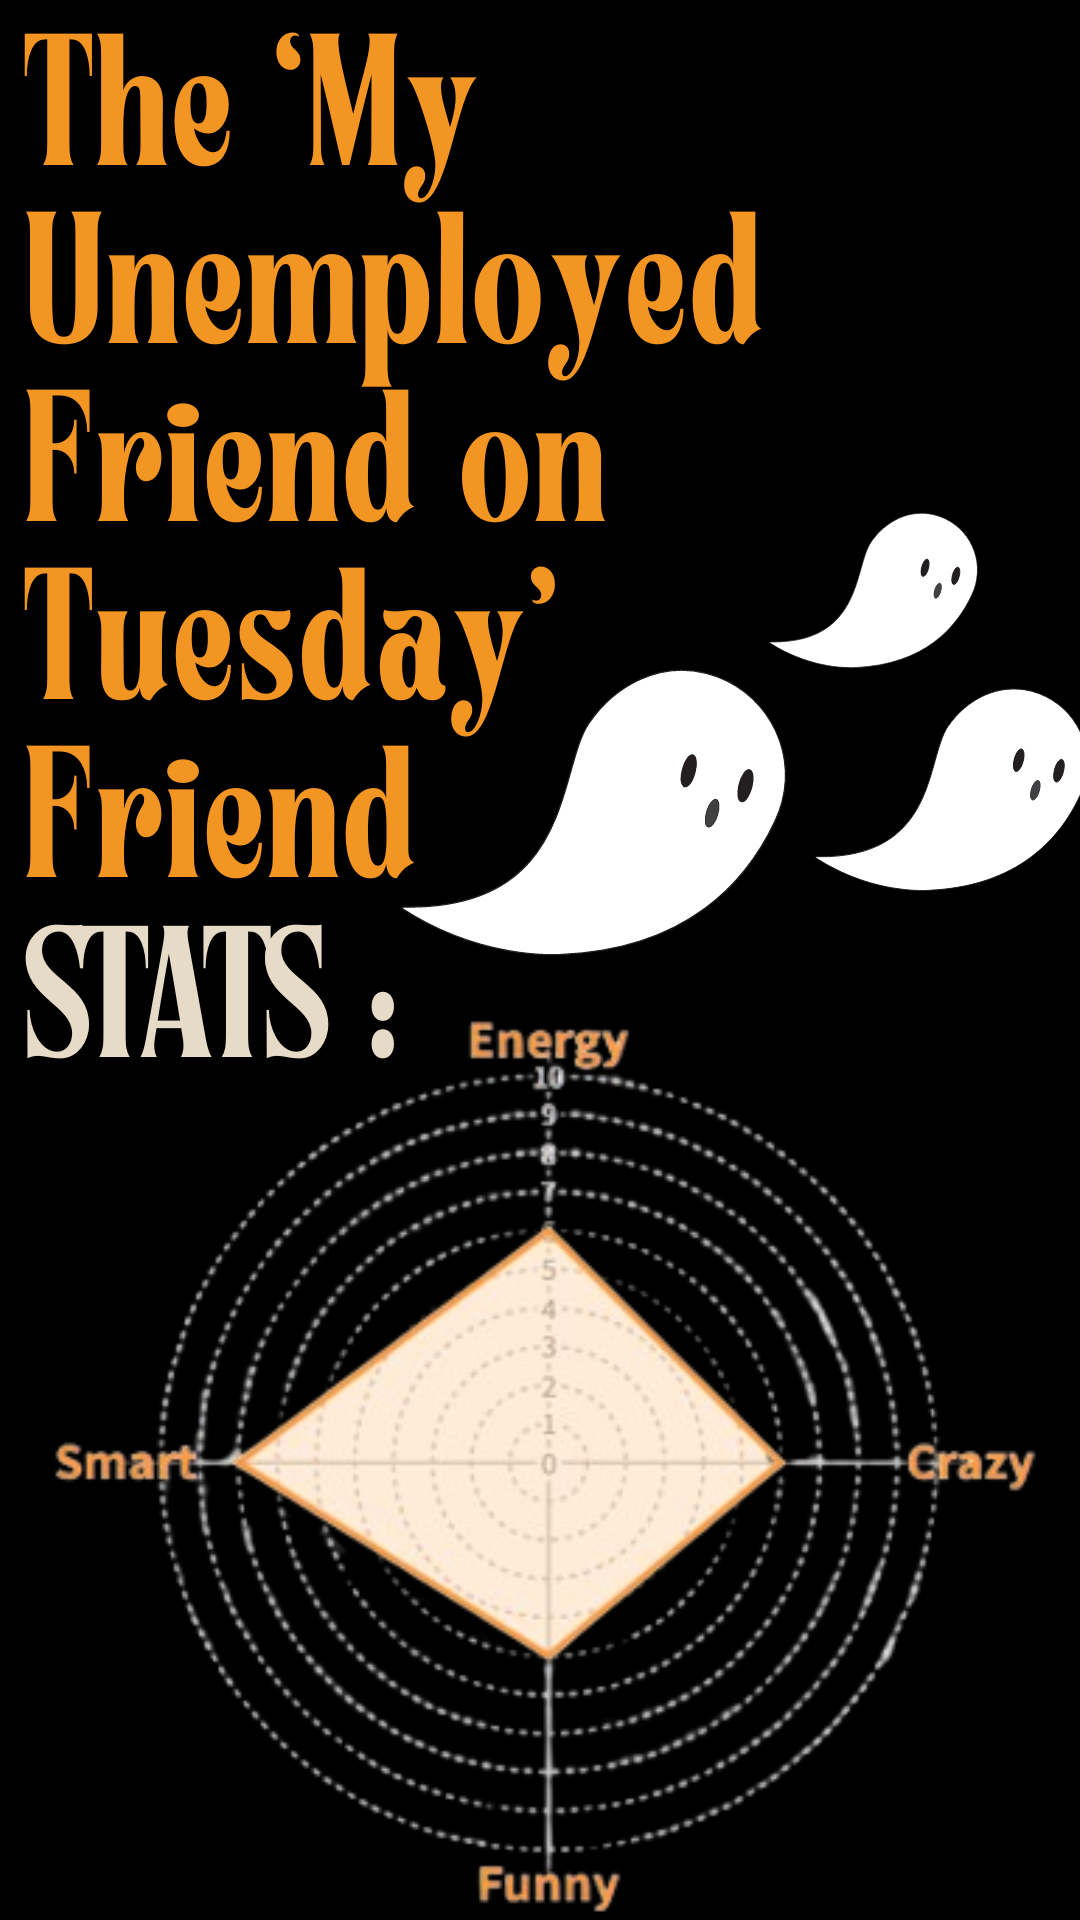 The ‘My
Unemployed
Friend on
Tuesday’
Friend
STATS :
Energy
10
9
8
7
6
5
4
3
2
1
Smart
0
Crazy
Funny